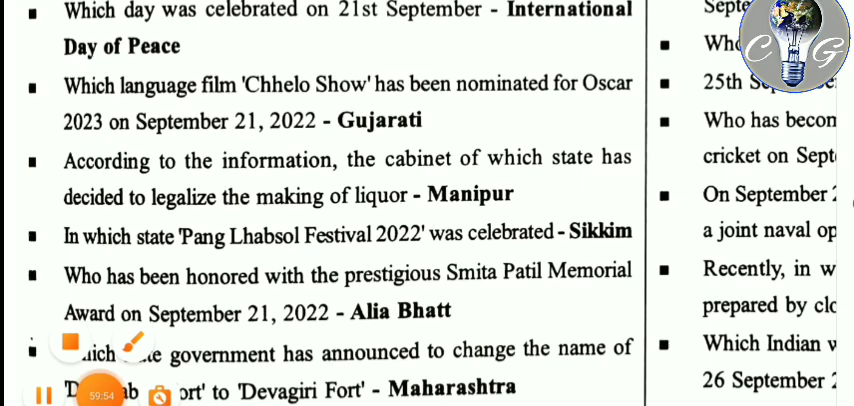 Which day was celebrated on 21st September - International
Day of Peace
Which language film 'Chhelo Show' has been nominated for Oscar
2023 on September 21, 2022 - Gujarati
According to the information, the cabinet of which state has
decided to legalize the making of liquor - Manipur
In which state 'Pang Lhabsol Festival 2022' was celebrated - Sikkim
Who has been honored with the prestigious Smita Patil Memorial
Award on September 21, 2022 - Alia Bhatt
government has announced to change the name of
to 'Devagiri Fort' - Maharashtra
59:54
Septe
C G
25th
Who has becom
cricket on Sept
On September 2
a joint naval op
Recently, in w
prepared by clo
Which Indian w
26 September 2